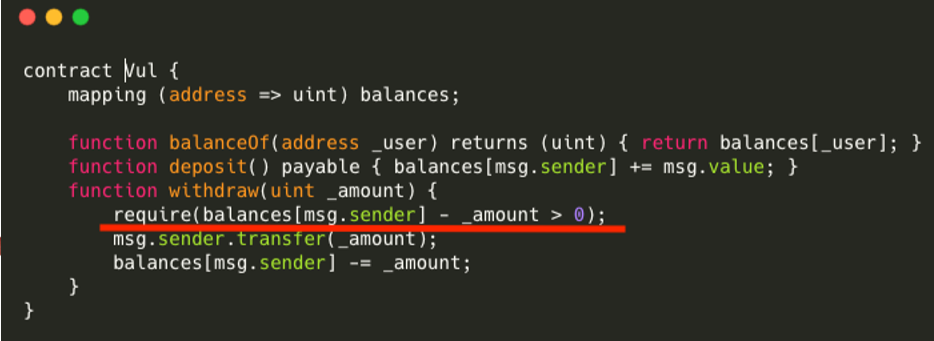 contract Vul {
mapping (address => uint) balances;
function balanceOf(address _user) returns (uint) { return balances[_user]; }
function deposit() payable { balances[msg.sender] += msg.value; }
function withdraw(uint _amount) {
require(balances[msg.sender] - _amount > 0);
msg.sender.transfer(_amount);
balances[msg.sender] -= _amount;
}
}